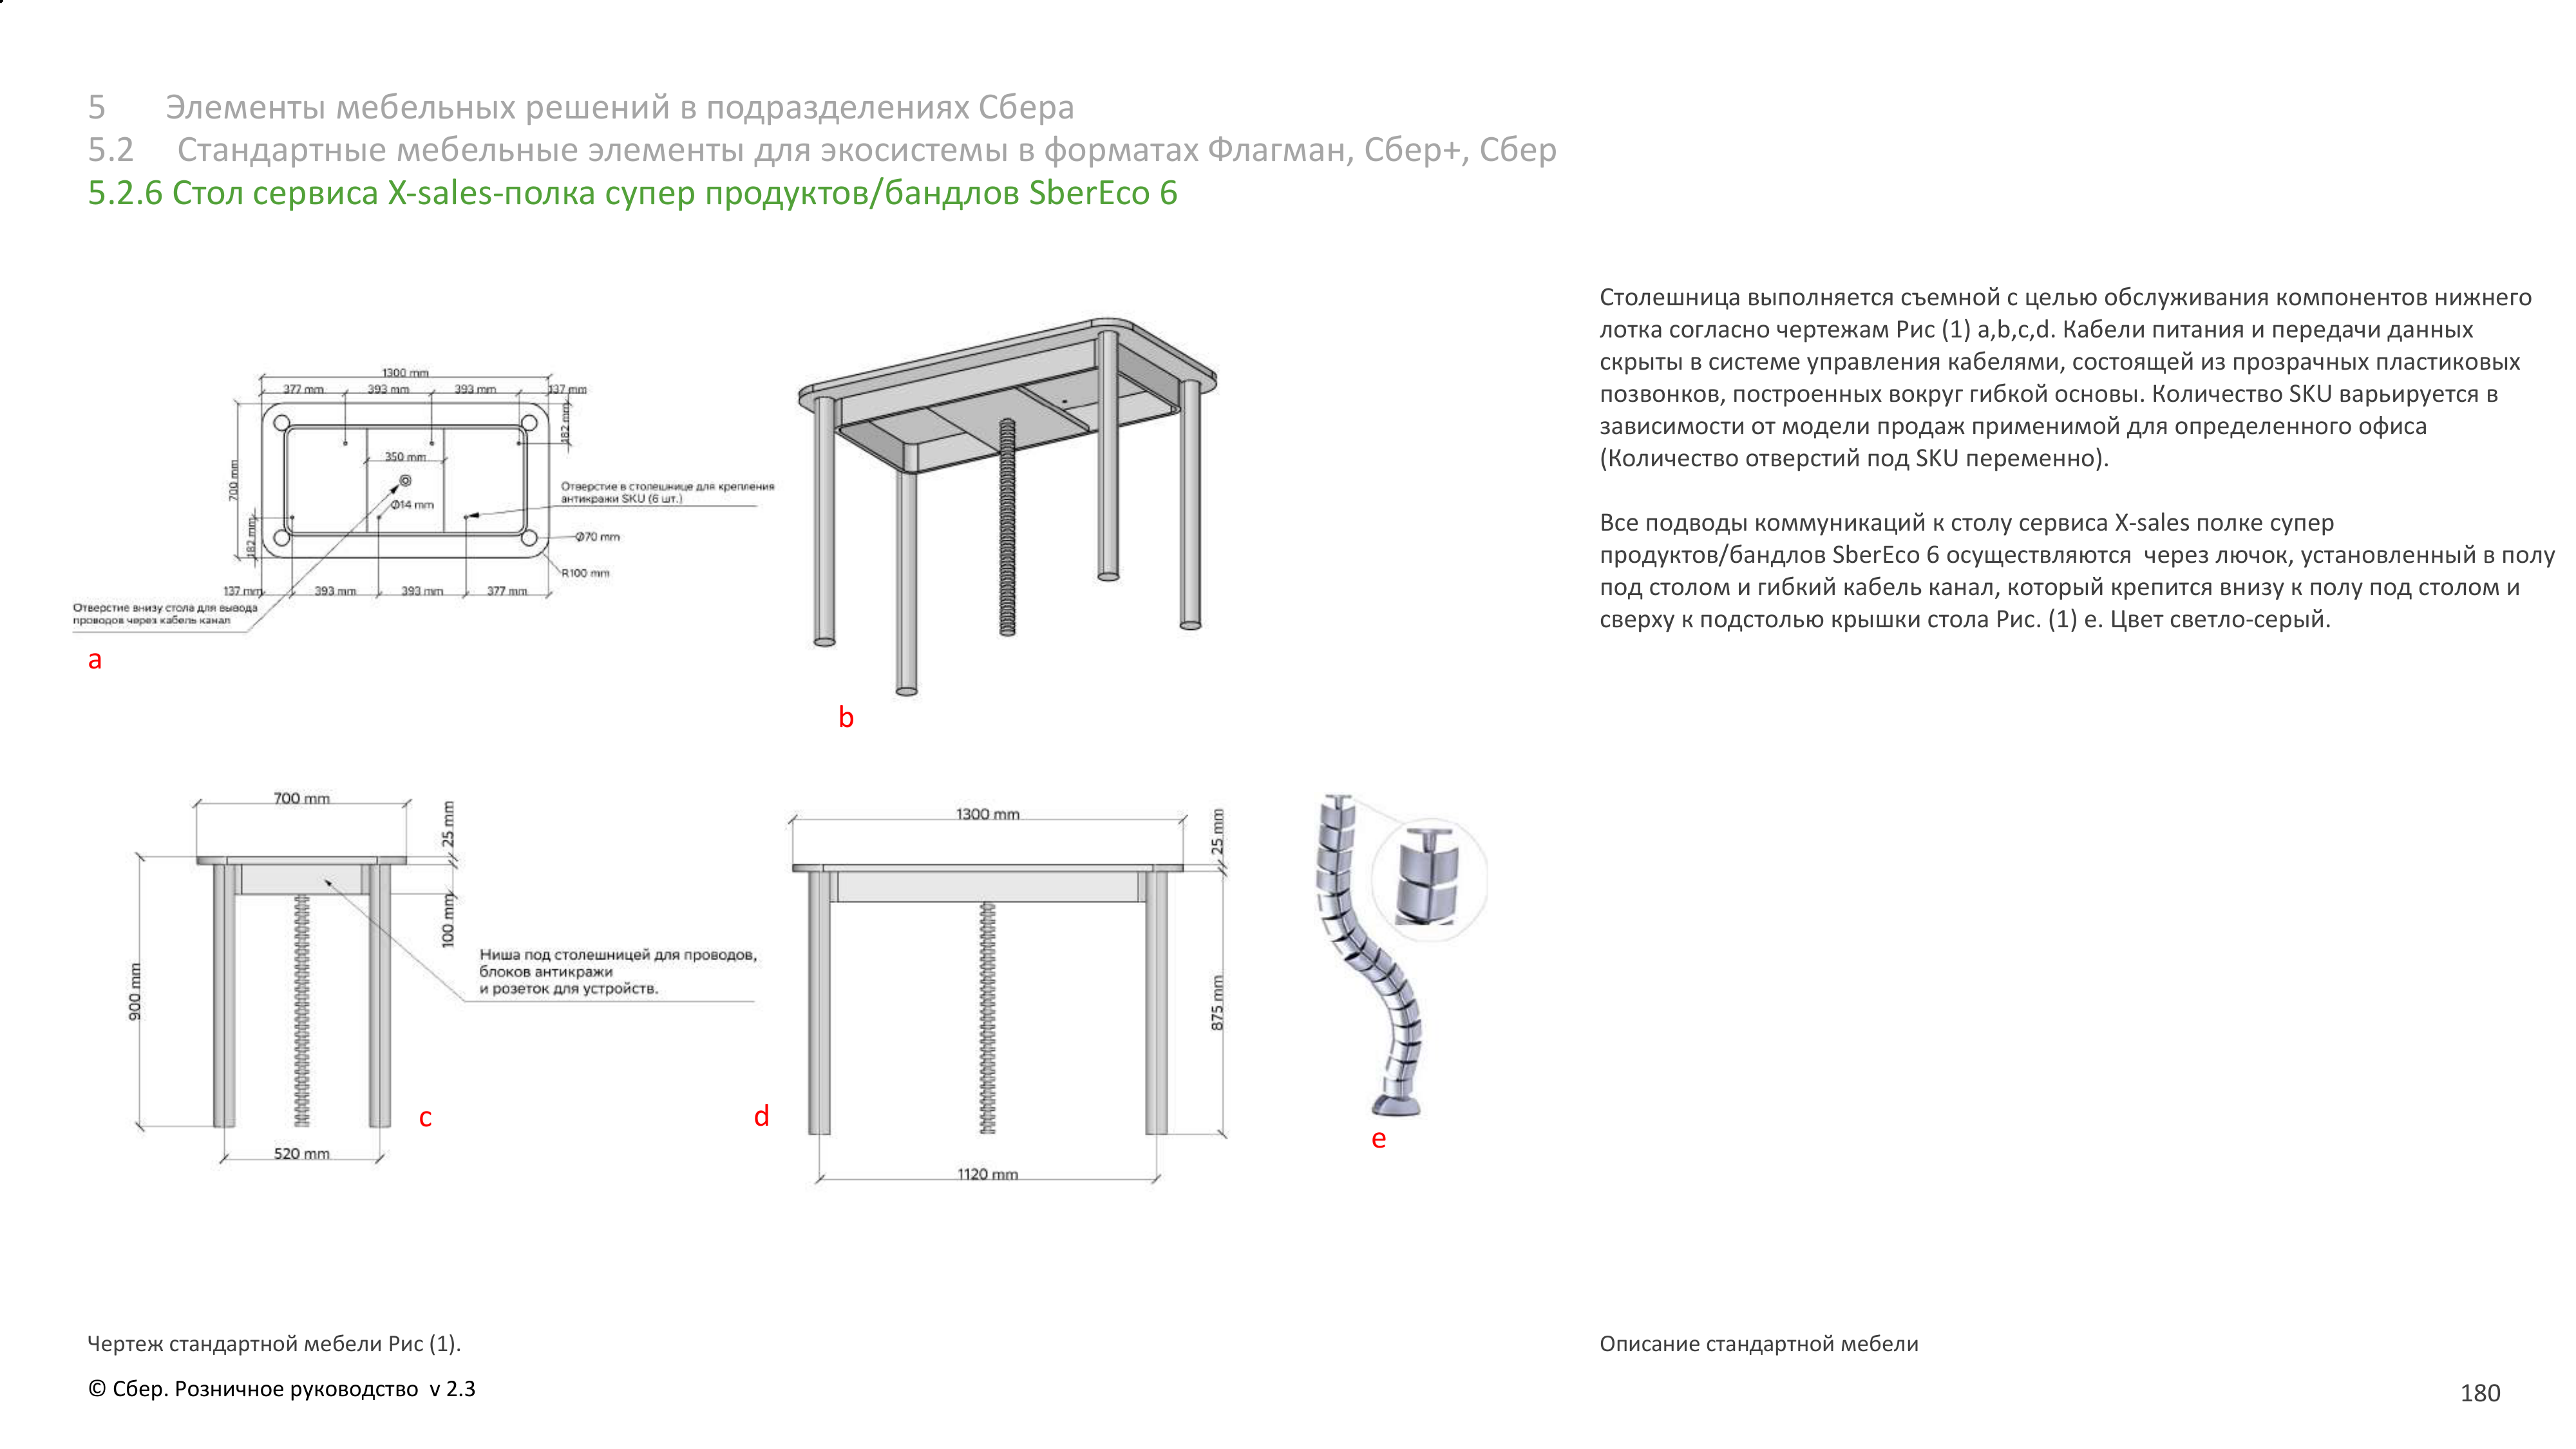 5 Элементы мебельных решений в подразделениях Сбера
5.2 Стандартные мебельные элементы для экосистемы в форматах Флагман, Сбер+, Сбер
5.2.6 Стол сервиса X-sales-полка супер продуктов/бандлов SberEco 6
Столешница выполняется съемной с целью обслуживания компонентов нижнего
лотка согласно чертежам Рис (1) a,b,c,d. Кабели питания и передачи данных
скрыты в системе управления кабелями, состоящей из прозрачных пластиковых
позвонков, построенных вокруг гибкой основы. Количество SKU варьируется в
зависимости от модели продаж применимой для определенного офиса
(Количество отверстий под SKU переменно).
Все подводы коммуникаций к столу сервиса X-sales полке супер
продуктов/бандлов SberEco 6 осуществляются через лючок, установленный в полу
под столом и гибкий кабель канал, который крепится внизу к полу под столом и
сверху к подстолью крышки стола Рис. (1) e. Цвет светло-серый.
1300 mm
377 mm 393 mm 393 mm 137 mm
182 mm
700 mm
350 mm
Ø14 mm
Отверстие в столешнице для крепления
антикражи SKU (6 шт.)
182 mm
Ø70 mm
R100 mm
137 mm 393 mm 393 mm 377 mm
Отверстие внизу стола для вывода
проводов через кабель канал
a
b
700 mm
25 mm
100 mm
900 mm
Ниша под столешницей для проводов,
блоков антикражи
и розеток для устройств.
520 mm
c
1300 mm
25 mm
875 mm
1120 mm
d
e
Чертеж стандартной мебели Рис (1).
Описание стандартной мебели
© Сбер. Розничное руководство v 2.3
180